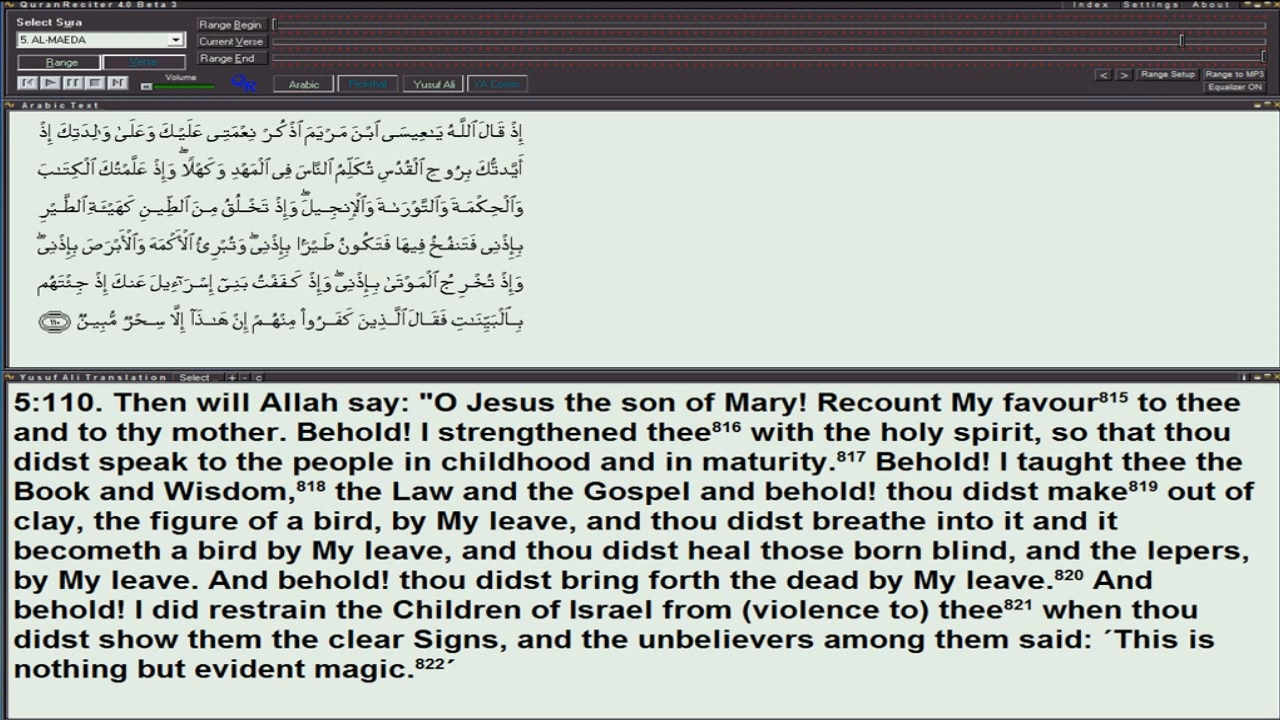 QuranReciter 4.0 Beta 3
Index Settings About
Select Sura
5. AL-MAEDA
Range Verse
Volume
Range Begin
Current Verse
Range End
QR
Arabic Pickthal Yusuf Ali YA Comm
< > Range Setup Range to MP3
Equalizer ON
Arabic Text
إِذْ قَالَ ٱللَّهُ يَـٰعِيسَى ٱبْنَ مَرْيَمَ ٱذْكُرْ نِعْمَتِى عَلَيْكَ وَعَلَىٰ وَٰلِدَتِكَ إِذْ
أَيَّدتُّكَ بِرُوحِ ٱلْقُدُسِ تُكَلِّمُ ٱلنَّاسَ فِى ٱلْمَهْدِ وَكَهْلًا ۖ وَإِذْ عَلَّمْتُكَ ٱلْكِتَـٰبَ
وَٱلْحِكْمَةَ وَٱلتَّوْرَىٰةَ وَٱلْإِنجِيلَ ۖ وَإِذْ تَخْلُقُ مِنَ ٱلطِّينِ كَهَيْـَٔةِ ٱلطَّيْرِ
بِإِذْنِى فَتَنفُخُ فِيهَا فَتَكُونُ طَيْرًۢا بِإِذْنِى ۖ وَتُبْرِئُ ٱلْأَكْمَهَ وَٱلْأَبْرَصَ بِإِذْنِى ۖ
وَإِذْ تُخْرِجُ ٱلْمَوْتَىٰ بِإِذْنِى ۖ وَإِذْ كَفَفْتُ بَنِىٓ إِسْرَٰٓءِيلَ عَنكَ إِذْ جِئْتَهُم
بِٱلْبَيِّنَـٰتِ فَقَالَ ٱلَّذِينَ كَفَرُوا۟ مِنْهُمْ إِنْ هَـٰذَآ إِلَّا سِحْرٌ مُّبِينٌ ١١٠
Yusuf Ali Translation Select... + - c i
5:110. Then will Allah say: "O Jesus the son of Mary! Recount My favour⁸¹⁵ to thee
and to thy mother. Behold! I strengthened thee⁸¹⁶ with the holy spirit, so that thou
didst speak to the people in childhood and in maturity.⁸¹⁷ Behold! I taught thee the
Book and Wisdom,⁸¹⁸ the Law and the Gospel and behold! thou didst make⁸¹⁹ out of
clay, the figure of a bird, by My leave, and thou didst breathe into it and it
becometh a bird by My leave, and thou didst heal those born blind, and the lepers,
by My leave. And behold! thou didst bring forth the dead by My leave.⁸²⁰ And
behold! I did restrain the Children of Israel from (violence to) thee⁸²¹ when thou
didst show them the clear Signs, and the unbelievers among them said: ´This is
nothing but evident magic.⁸²²´